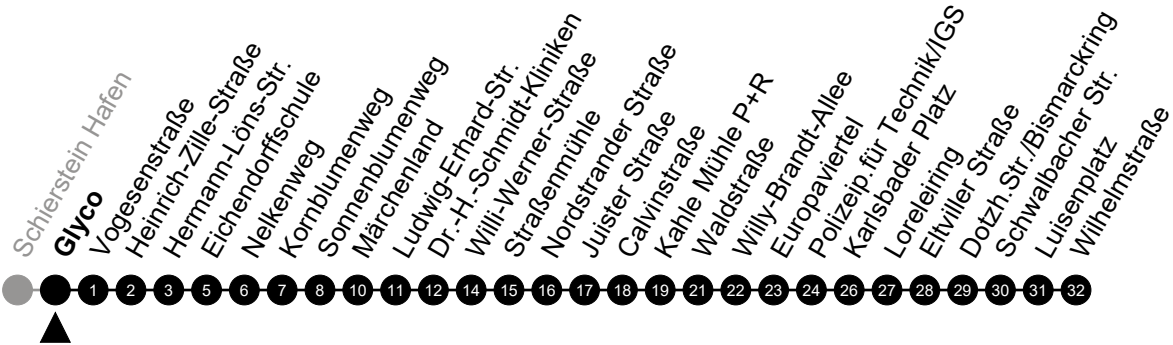 Schierstein Hafen
Glyco
Vogesenstraße
Heinrich-Zille-Straße
Hermann-Löns-Str.
Eichendorffschule
Nelkenweg
Kornblumenweg
Sonnenblumenweg
Märchenland
Ludwig-Erhard-Str.
Dr.-H.-Schmidt-Kliniken
Willi-Werner-Straße
Straßenmühle
Nordstrander Straße
Juister Straße
Calvinstraße
Kahle Mühle P+R
Waldstraße
Willy-Brandt-Allee
Europaviertel
Polizeip für Technik/IGS
Karlsbader Platz
Loreleiring
Eltviller Straße
Dotzh.Str./Bismarckring
Schwalbacher Str.
Luisenplatz
Wilhelmstraße
1 2 3 5 6 7 8 10 11 12 14 15 16 17 18 19 21 22 23 24 26 27 28 29 30 31 32